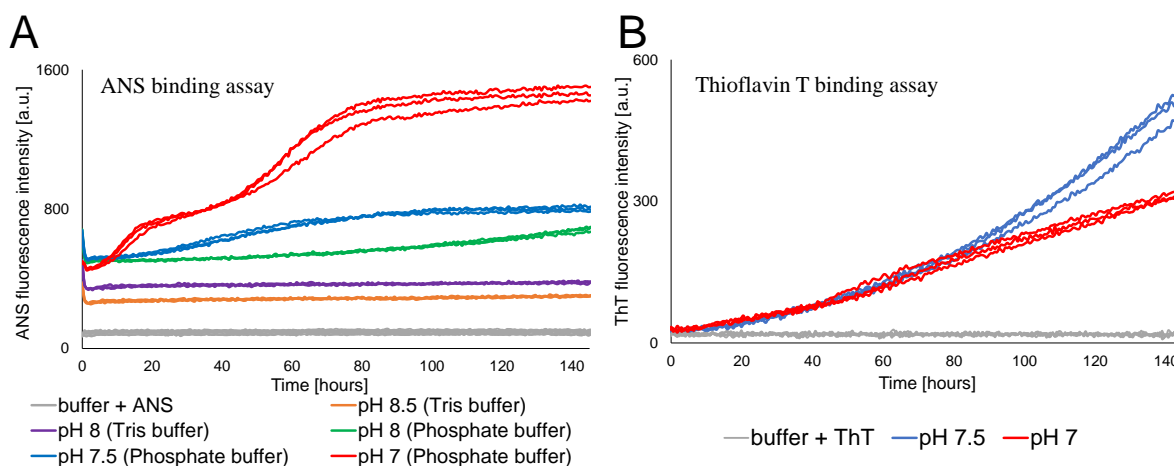 A
ANS binding assay
ANS fluorescence intensity [a.u.]
1600
800
0
0 20 40 60 80 100 120 140
Time [hours]
buffer + ANS
pH 8.5 (Tris buffer)
pH 8 (Tris buffer)
pH 8 (Phosphate buffer)
pH 7.5 (Phosphate buffer)
pH 7 (Phosphate buffer)
B
Thioflavin T binding assay
ThT fluorescence intensity [a.u.]
600
300
0
0 20 40 60 80 100 120 140
Time [hours]
buffer + ThT pH 7.5 pH 7